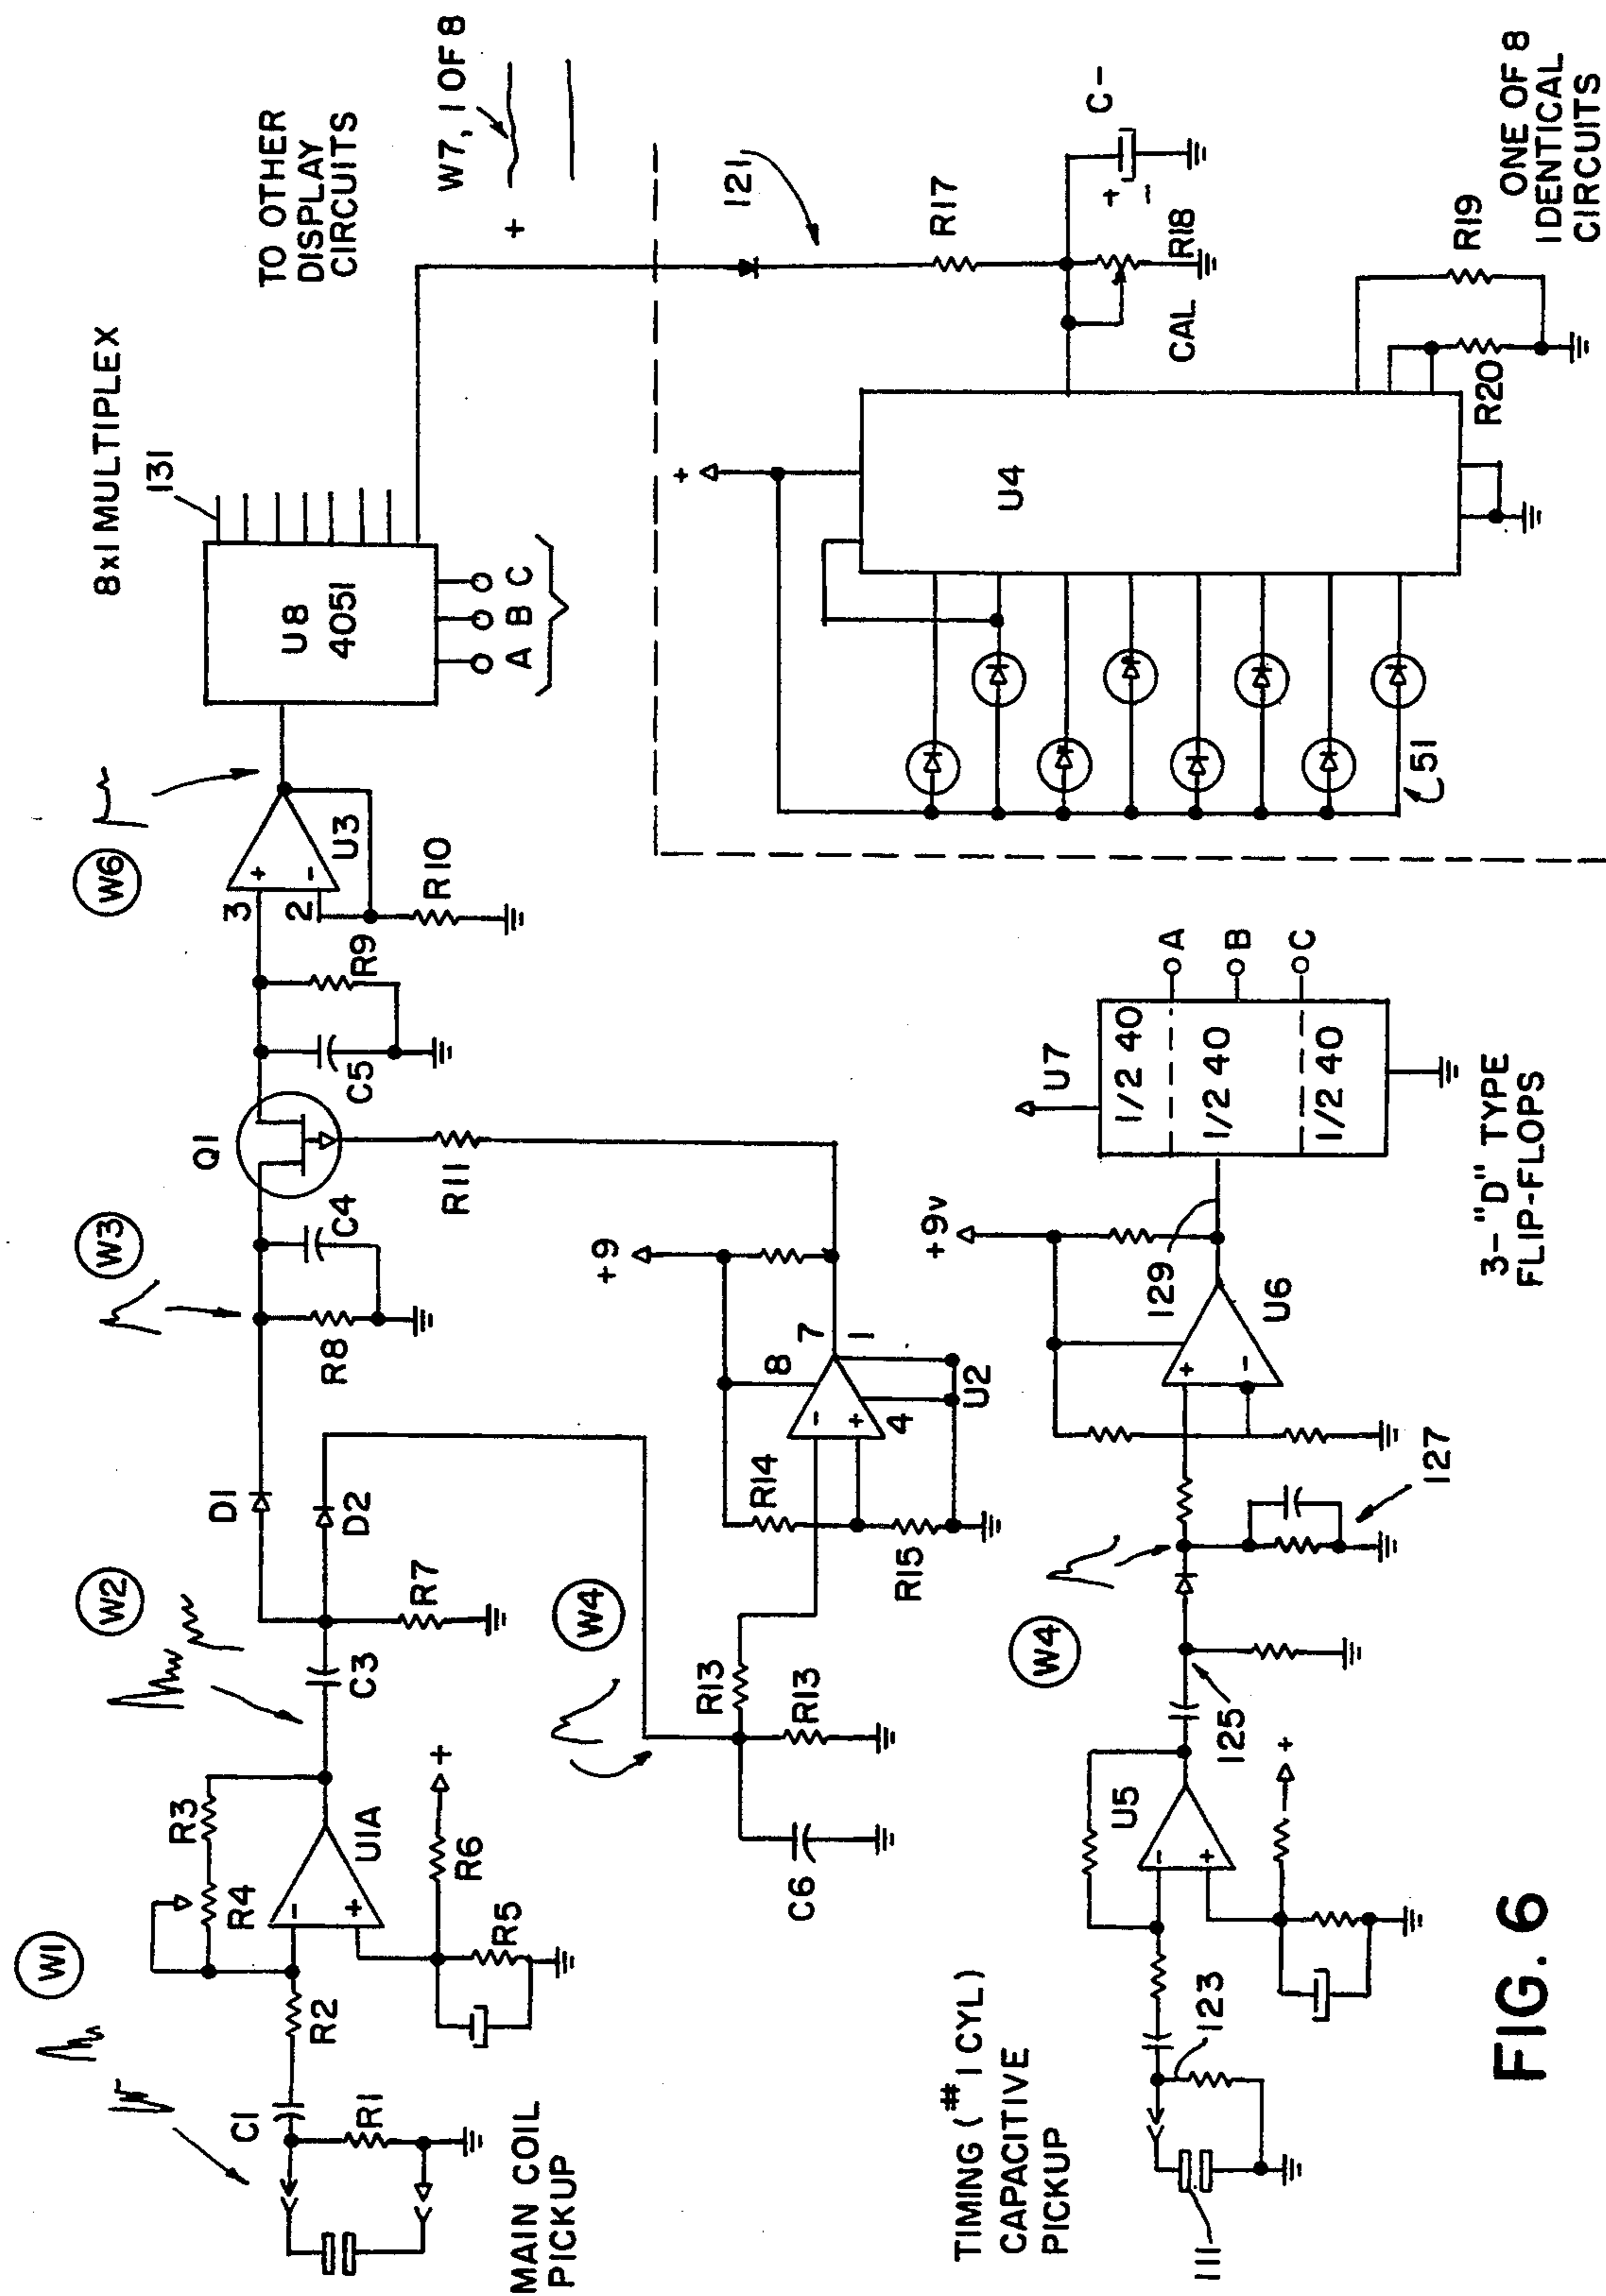 W1
W2
W3
W6
8x1 MULTIPLEX
131
TO OTHER
DISPLAY
CIRCUITS
W7, 1 OF 8
+
C1
R1
R2
R4
R3
-
+
U1A
R5
R6
+
C3
R7
D1
D2
R8
C4
Q1
R11
C5
R9
3
2
+
-
U3
R10
U8
4051
A B C
MAIN COIL
PICKUP
W4
C6
R13
R13
R14
R15
-
+
8
7
1
4
U2
+9
121
R17
R18
CAL
C-
+
-
+
U4
R19
R20
51
ONE OF 8
IDENTICAL
CIRCUITS
TIMING (#1 CYL)
CAPACITIVE
PICKUP
111
123
U5
-
+
+
125
W4
127
+
-
U6
129
+9v
U7
1/2 40
1/2 40
1/2 40
A
B
C
3-"D" TYPE
FLIP-FLOPS
FIG. 6